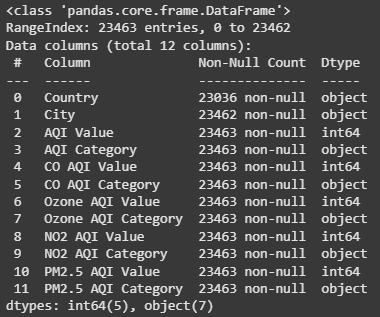 <class 'pandas.core.frame.DataFrame'>
RangeIndex: 23463 entries, 0 to 23462
Data columns (total 12 columns):
 #   Column              Non-Null Count  Dtype
---  ------              --------------  -----
 0   Country             23036 non-null  object
 1   City                23462 non-null  object
 2   AQI Value           23463 non-null  int64
 3   AQI Category        23463 non-null  object
 4   CO AQI Value        23463 non-null  int64
 5   CO AQI Category     23463 non-null  object
 6   Ozone AQI Value     23463 non-null  int64
 7   Ozone AQI Category  23463 non-null  object
 8   NO2 AQI Value       23463 non-null  int64
 9   NO2 AQI Category    23463 non-null  object
 10  PM2.5 AQI Value     23463 non-null  int64
 11  PM2.5 AQI Category  23463 non-null  object
dtypes: int64(5), object(7)